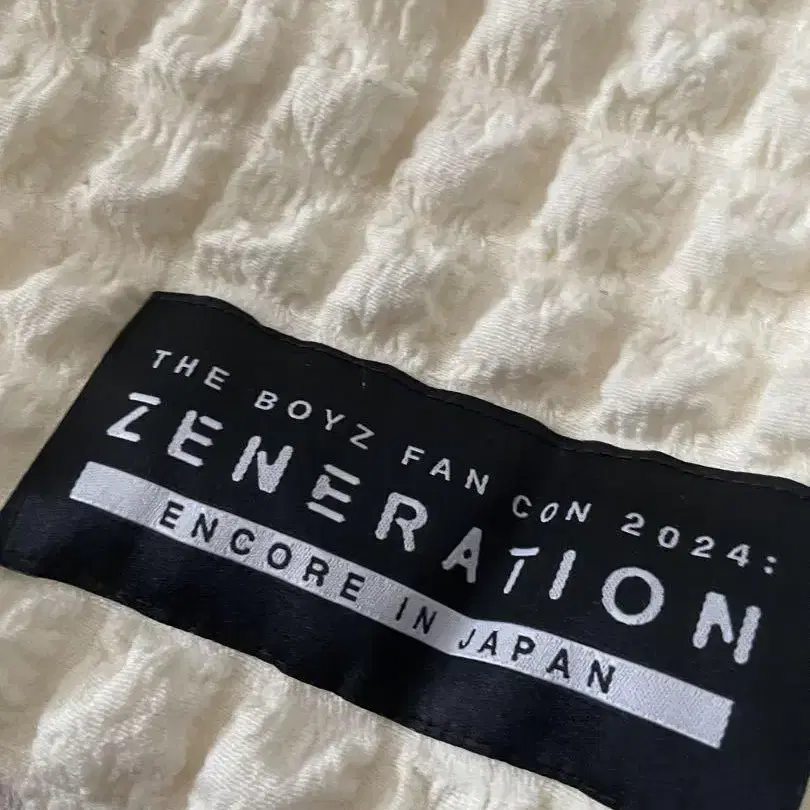 THE BOYZ FAN CON 2024:
ZENERATION
ENCORE IN JAPAN